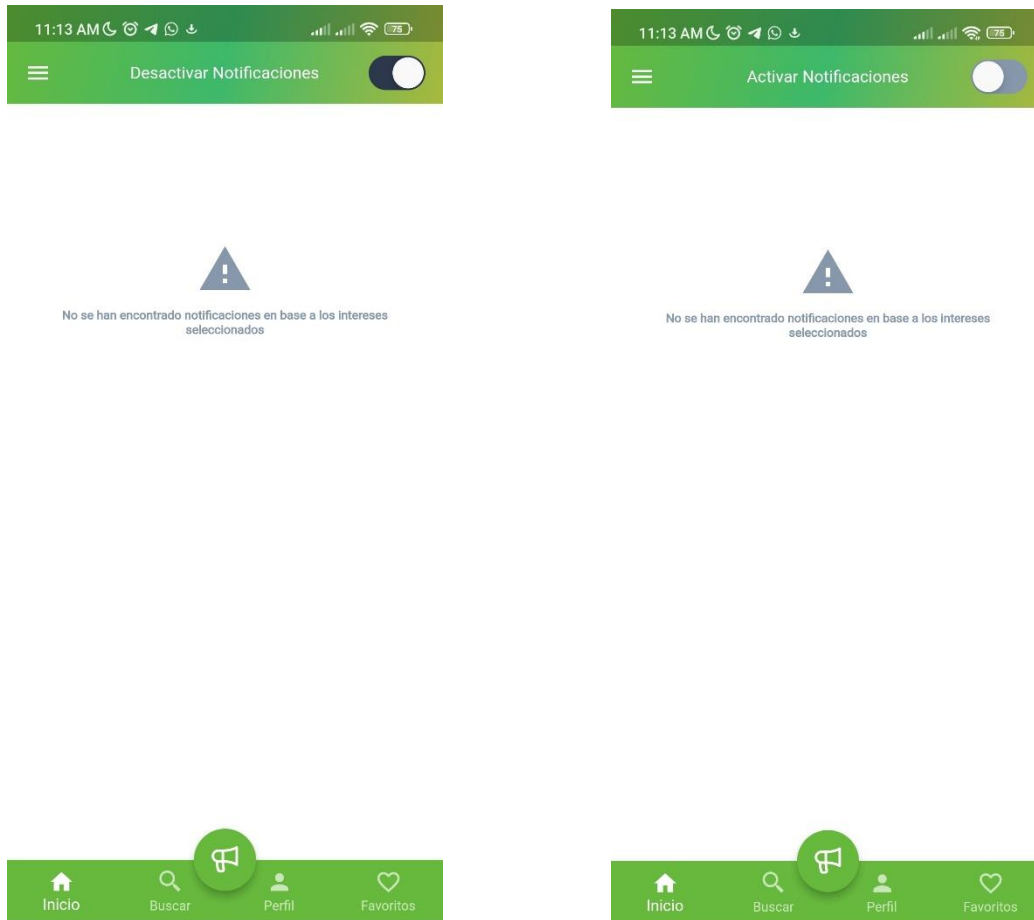 11:13 AM
75
Desactivar Notificaciones
No se han encontrado notificaciones en base a los intereses
seleccionados
Inicio
Buscar
Perfil
Favoritos
11:13 AM
75
Activar Notificaciones
No se han encontrado notificaciones en base a los intereses
seleccionados
Inicio
Buscar
Perfil
Favoritos